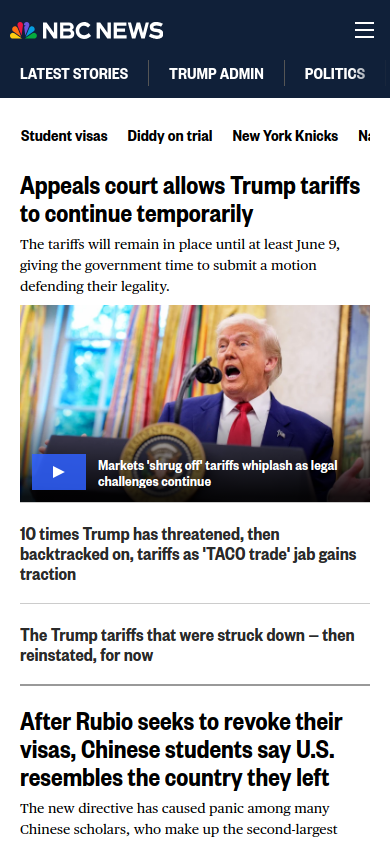 NBC NEWS
LATEST STORIES
TRUMP ADMIN
POLITICS
Student visas
Diddy on trial
New York Knicks
Appeals court allows Trump tariffs
to continue temporarily
The tariffs will remain in place until at least June 9,
giving the government time to submit a motion
defending their legality.
Markets 'shrug off' tariffs whiplash as legal
challenges continue
10 times Trump has threatened, then
backtracked on, tariffs as 'TACO trade' jab gains
traction
The Trump tariffs that were struck down — then
reinstated, for now
After Rubio seeks to revoke their
visas, Chinese students say U.S.
resembles the country they left
The new directive has caused panic among many
Chinese scholars, who make up the second-largest